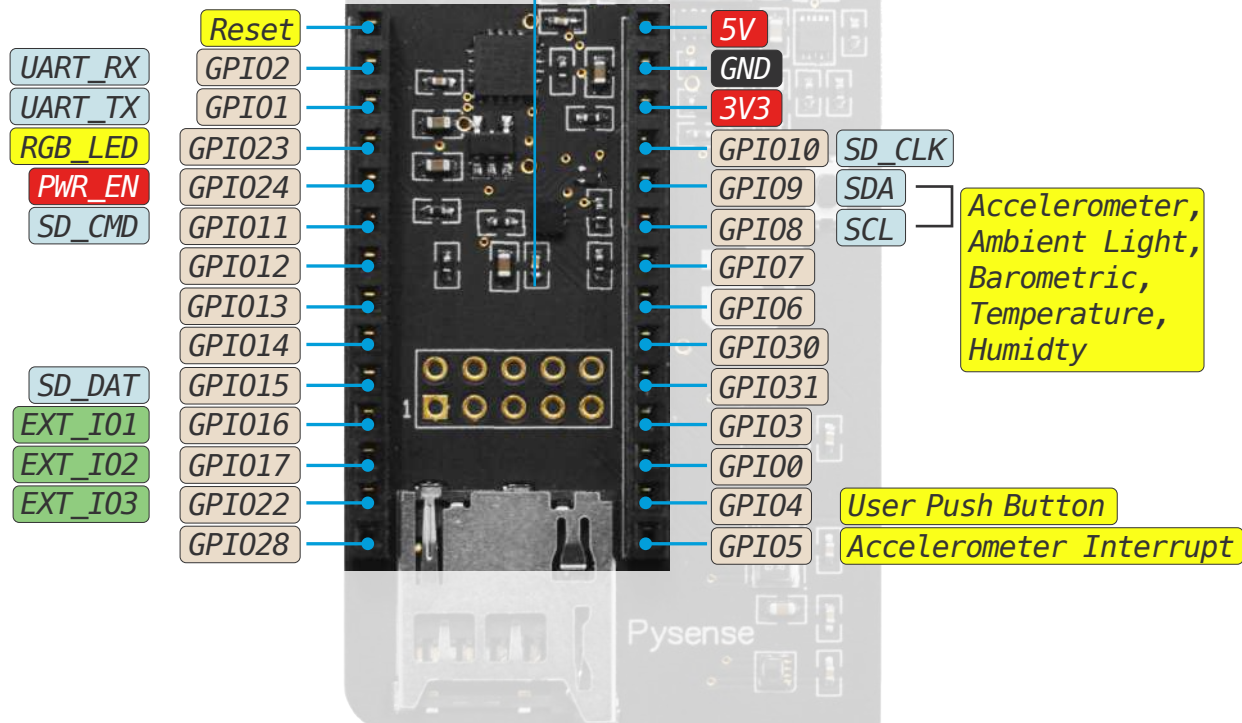 Reset 5V
UART_RX GPIO2 GND
UART_TX GPIO1 3V3
RGB_LED GPIO23 GPIO10 SD_CLK
PWR_EN GPIO24 GPIO9 SDA
SD_CMD GPIO11 GPIO8 SCL
Accelerometer,
Ambient Light,
Barometric,
Temperature,
Humidty
GPIO12 GPIO7
GPIO13 GPIO6
GPIO14 GPIO30
SD_DAT GPIO15 GPIO31
1
EXT_IO1 GPIO16 GPIO3
EXT_IO2 GPIO17 GPIO0
EXT_IO3 GPIO22 GPIO4 User Push Button
GPIO28 GPIO5 Accelerometer Interrupt
Pysense